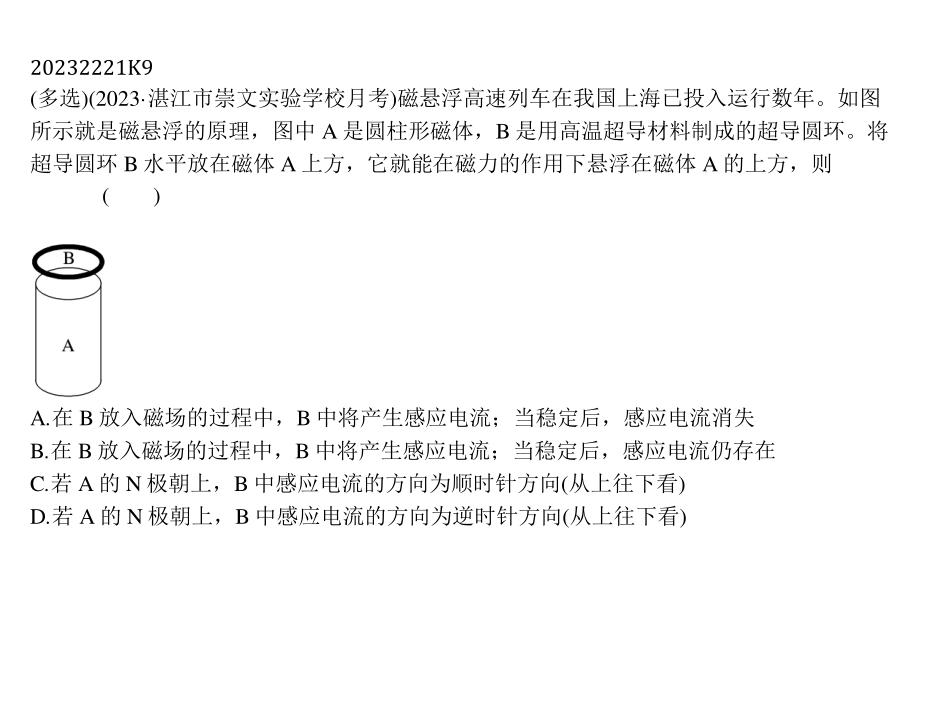 20232221K9
(多选)(2023·湛江市崇文实验学校月考)磁悬浮高速列车在我国上海已投入运行数年。如图
所示就是磁悬浮的原理，图中 A 是圆柱形磁体，B 是用高温超导材料制成的超导圆环。将
超导圆环 B 水平放在磁体 A 上方，它就能在磁力的作用下悬浮在磁体 A 的上方，则
(　　)
B
A
A.在 B 放入磁场的过程中，B 中将产生感应电流；当稳定后，感应电流消失
B.在 B 放入磁场的过程中，B 中将产生感应电流；当稳定后，感应电流仍存在
C.若 A 的 N 极朝上，B 中感应电流的方向为顺时针方向(从上往下看)
D.若 A 的 N 极朝上，B 中感应电流的方向为逆时针方向(从上往下看)